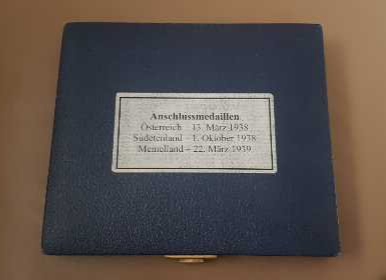 Anschlussmedaillen
Österreich – 13. März 1938
Sudetenland – 1. Oktober 1938
Memelland – 22. März 1939